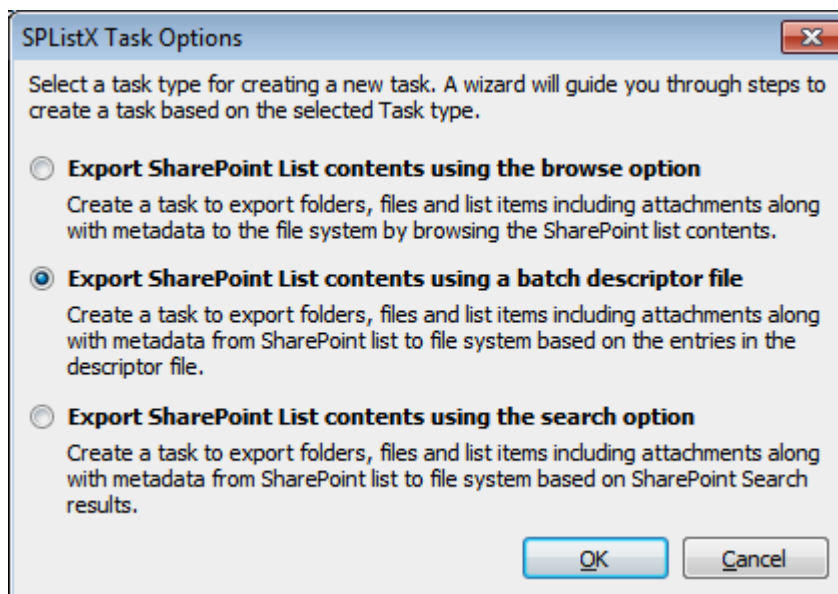 SPListX Task Options
Select a task type for creating a new task. A wizard will guide you through steps to
create a task based on the selected Task type.
Export SharePoint List contents using the browse option
Create a task to export folders, files and list items including attachments along
with metadata to the file system by browsing the SharePoint list contents.
Export SharePoint List contents using a batch descriptor file
Create a task to export folders, files and list items including attachments along
with metadata from SharePoint list to file system based on the entries in the
descriptor file.
Export SharePoint List contents using the search option
Create a task to export folders, files and list items including attachments along
with metadata from SharePoint list to file system based on SharePoint Search
results.
OK
Cancel